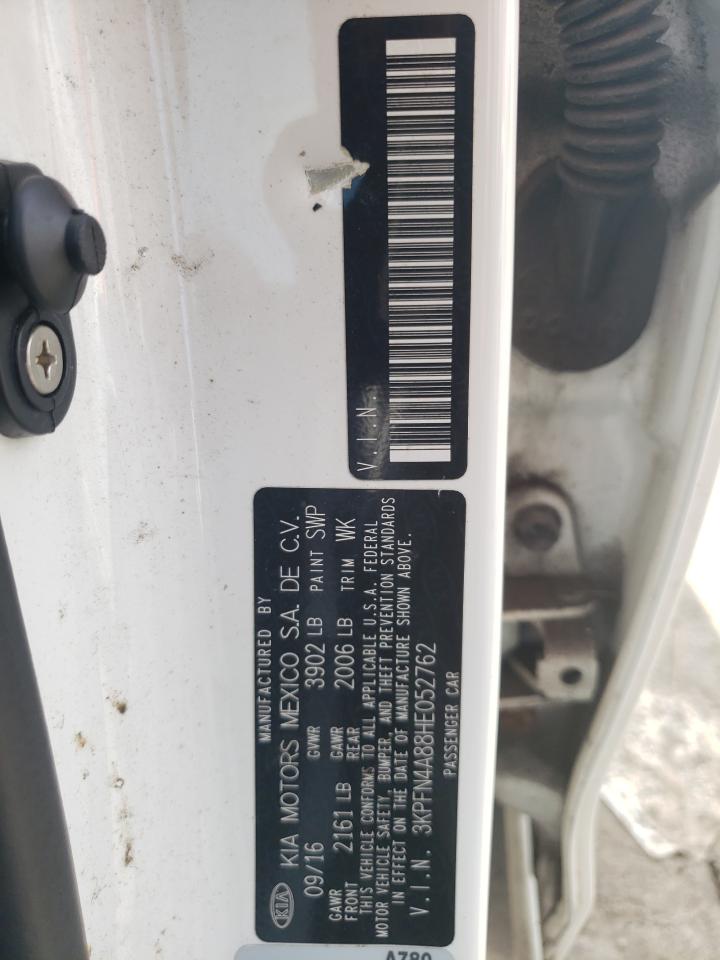 V.I.N.
MANUFACTURED BY
KIA KIA MOTORS MEXICO S.A. DE C.V.
09/16 GVWR 3902 LB PAINT SWP
GAWR FRONT 2161 LB GAWR REAR 2006 LB TRIM WK
THIS VEHICLE CONFORMS TO ALL APPLICABLE U.S.A. FEDERAL
MOTOR VEHICLE SAFETY, BUMPER, AND THEFT PREVENTION STANDARDS
IN EFFECT ON THE DATE OF MANUFACTURE SHOWN ABOVE.
V.I.N. 3KPFN4A88HE052762
PASSENGER CAR